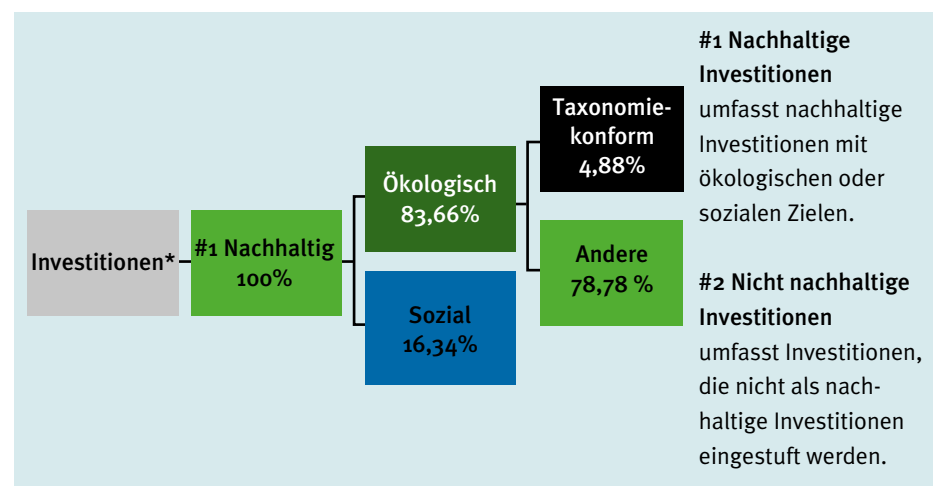 Investitionen*
#1 Nachhaltig
100%
Ökologisch
83,66%
Sozial
16,34%
Taxonomie-
konform
4,88%
Andere
78,78 %
#1 Nachhaltige
Investitionen
umfasst nachhaltige
Investitionen mit
ökologischen oder
sozialen Zielen.
#2 Nicht nachhaltige
Investitionen
umfasst Investitionen,
die nicht als nach-
haltige Investitionen
eingestuft werden.